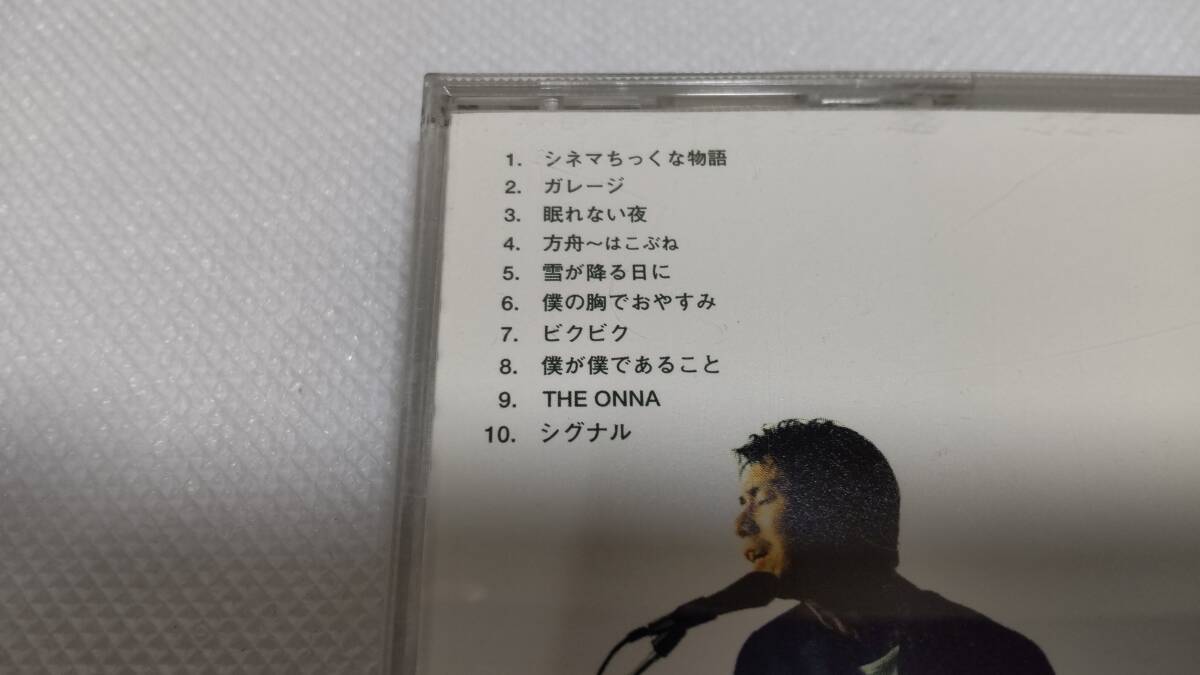 1. シネマちっくな物語
2. ガレージ
3. 眠れない夜
4. 方舟〜はこぶね
5. 雪が降る日に
6. 僕の胸でおやすみ
7. ビクビク
8. 僕が僕であること
9. THE ONNA
10. シグナル